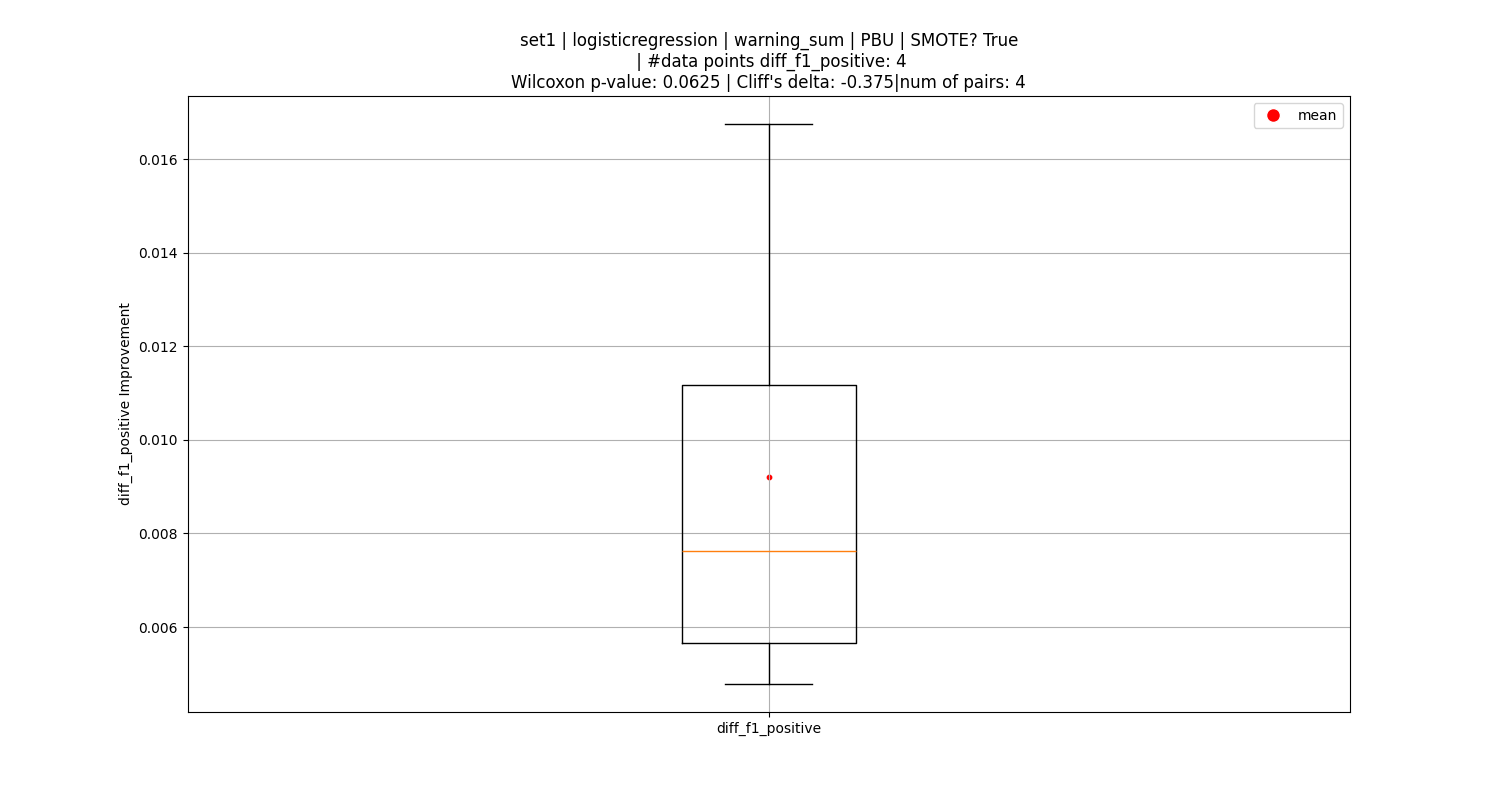 set1 | logisticregression | warning_sum | PBU | SMOTE? True
| #data points diff_f1_positive: 4
Wilcoxon p-value: 0.0625 | Cliff's delta: -0.375|num of pairs: 4
mean
0.016
0.014
0.012
0.010
0.008
0.006
diff_f1_positive Improvement
diff_f1_positive